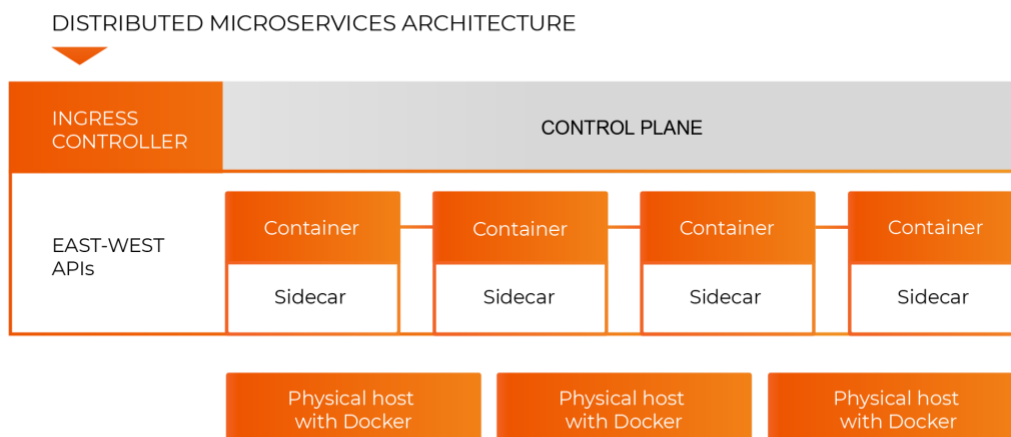 DISTRIBUTED MICROSERVICES ARCHITECTURE
INGRESS
CONTROLLER
CONTROL PLANE
EAST-WEST
APIs
Container
Sidecar
Container
Sidecar
Container
Sidecar
Container
Sidecar
Physical host
with Docker
Physical host
with Docker
Physical host
with Docker